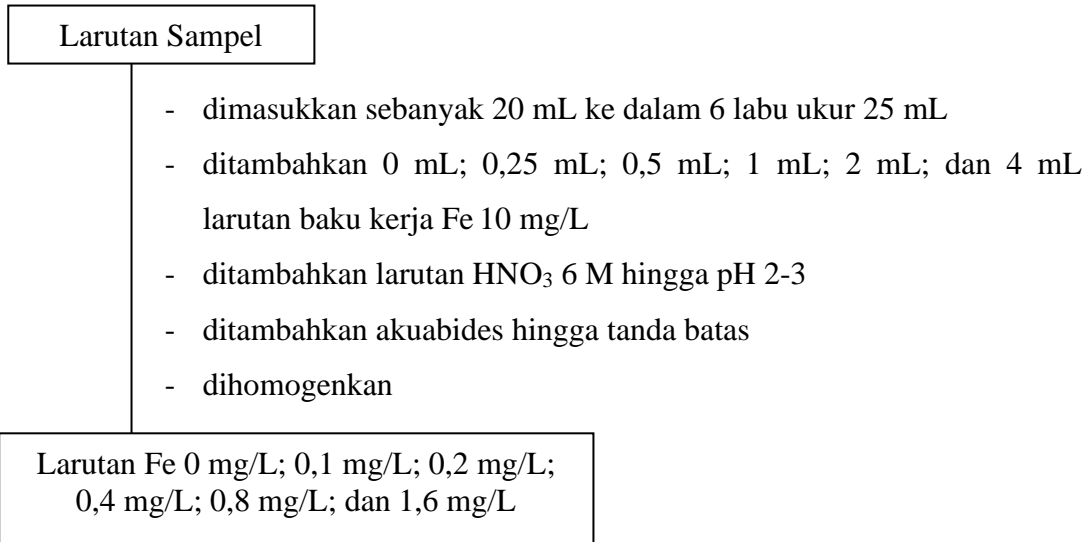 Larutan Sampel
- dimasukkan sebanyak 20 mL ke dalam 6 labu ukur 25 mL
- ditambahkan 0 mL; 0,25 mL; 0,5 mL; 1 mL; 2 mL; dan 4 mL
larutan baku kerja Fe 10 mg/L
- ditambahkan larutan HNO₃ 6 M hingga pH 2-3
- ditambahkan akuabides hingga tanda batas
- dihomogenkan
Larutan Fe 0 mg/L; 0,1 mg/L; 0,2 mg/L;
0,4 mg/L; 0,8 mg/L; dan 1,6 mg/L